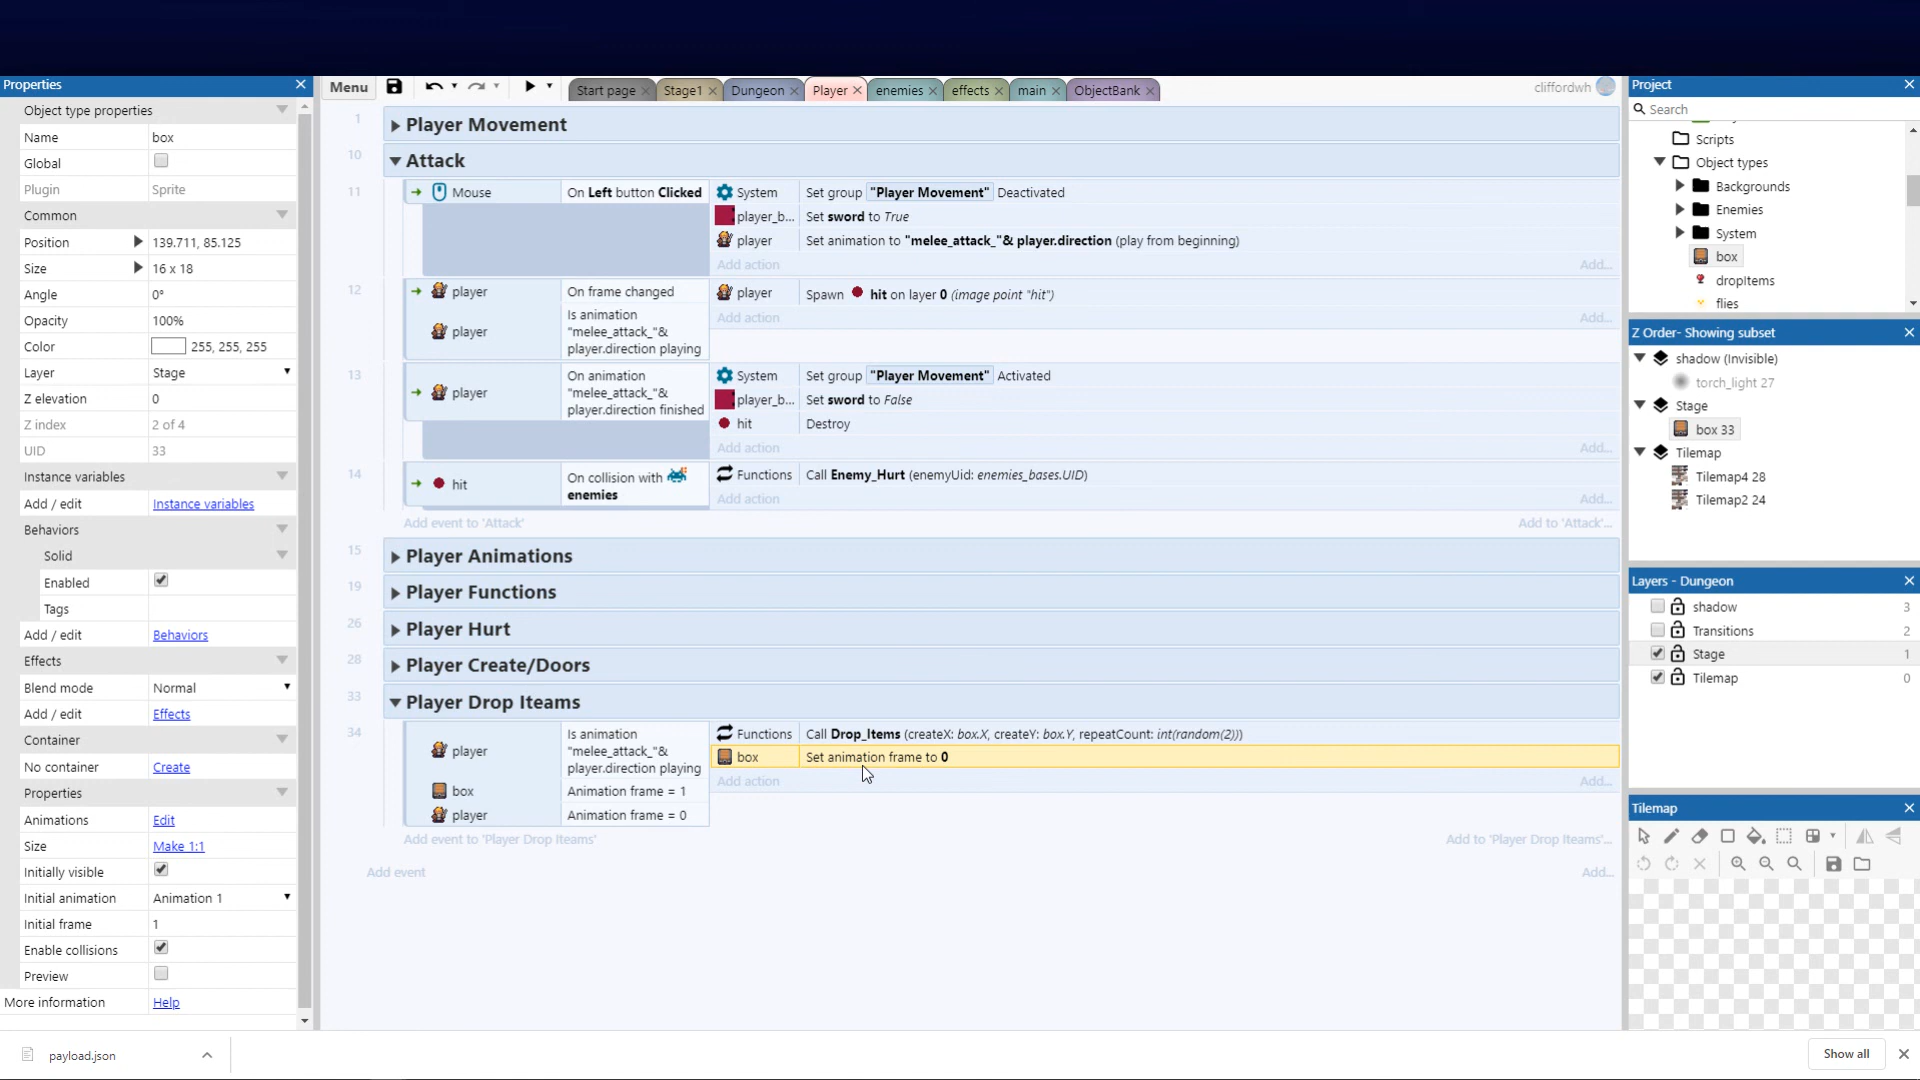 Properties
Object type properties
Name box
Global
Plugin Sprite
Common
Position 139.711, 85.125
Size 16 x 18
Angle 0°
Opacity 100%
Color 255, 255, 255
Layer Stage
Z elevation 0
Z index 2 of 4
UID 33
Instance variables
Add / edit Instance variables
Behaviors
Solid
Enabled
Tags
Add / edit Behaviors
Effects
Blend mode Normal
Add / edit Effects
Container
No container Create
Properties
Animations Edit
Size Make 1:1
Initially visible
Initial animation Animation 1
Initial frame 1
Enable collisions
Preview
More information Help
Menu
Start page Stage1 Dungeon Player enemies effects main ObjectBank
cliffordwh
1 Player Movement
10 Attack
11 Mouse On Left button Clicked System Set group "Player Movement" Deactivated
player_b... Set sword to True
player Set animation to "melee_attack_"& player.direction (play from beginning)
Add action Add...
12 player On frame changed player Spawn hit on layer 0 (image point "hit")
player Is animation "melee_attack_"& player.direction playing
Add action Add...
13 player On animation "melee_attack_"& player.direction finished System Set group "Player Movement" Activated
player_b... Set sword to False
hit Destroy
Add action Add...
14 hit On collision with enemies Functions Call Enemy_Hurt (enemyUid: enemies_bases.UID)
Add action Add...
Add event to 'Attack' Add to 'Attack'...
15 Player Animations
19 Player Functions
26 Player Hurt
28 Player Create/Doors
33 Player Drop Iteams
34 player Is animation "melee_attack_"& player.direction playing Functions Call Drop_Items (createX: box.X, createY: box.Y, repeatCount: int(random(2)))
box Set animation frame to 0
Add action Add...
box Animation frame = 1
player Animation frame = 0
Add event to 'Player Drop Iteams' Add to 'Player Drop Iteams'...
Add event Add...
Project
Search
Scripts
Object types
Backgrounds
Enemies
System
box
dropItems
flies
Z Order- Showing subset
shadow (Invisible)
torch_light 27
Stage
box 33
Tilemap
Tilemap4 28
Tilemap2 24
Layers - Dungeon
shadow 3
Transitions 2
Stage 1
Tilemap 0
Tilemap
payload.json
Show all